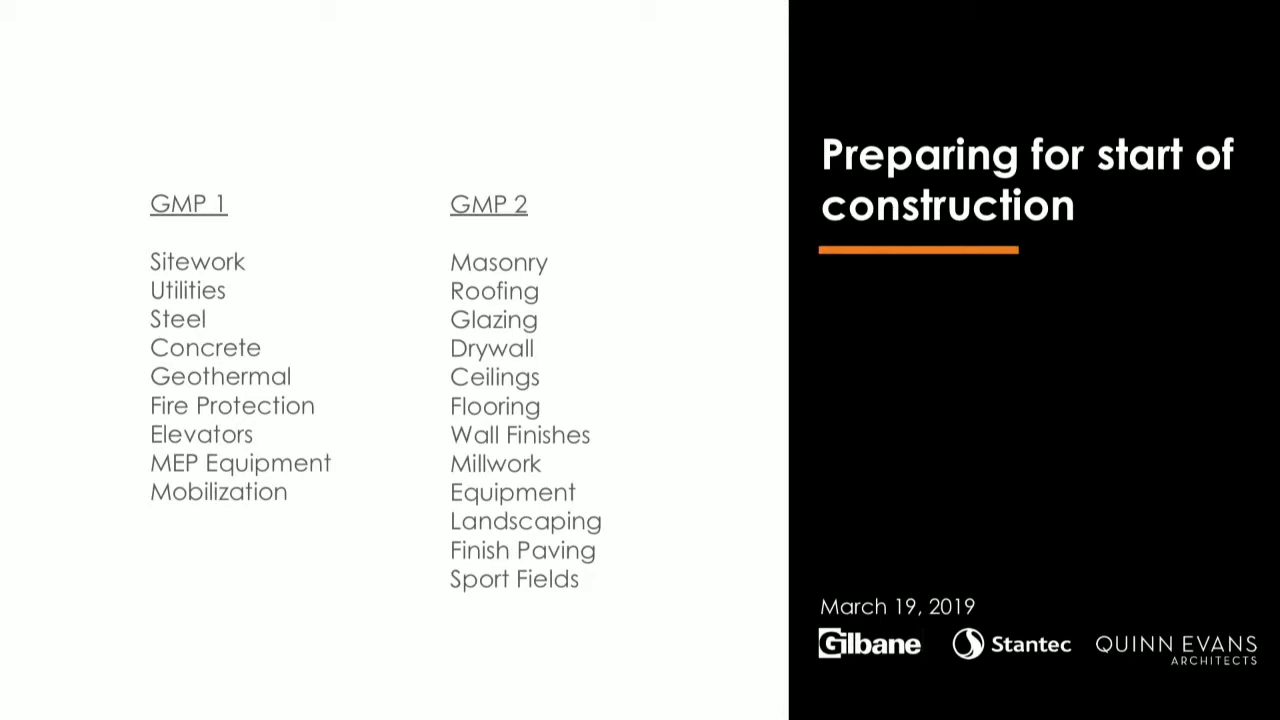 GMP 1
Sitework
Utilities
Steel
Concrete
Geothermal
Fire Protection
Elevators
MEP Equipment
Mobilization
GMP 2
Masonry
Roofing
Glazing
Drywall
Ceilings
Flooring
Wall Finishes
Millwork
Equipment
Landscaping
Finish Paving
Sport Fields
Preparing for start of
construction
March 19, 2019
Gilbane
Stantec
QUINN EVANS
ARCHITECTS